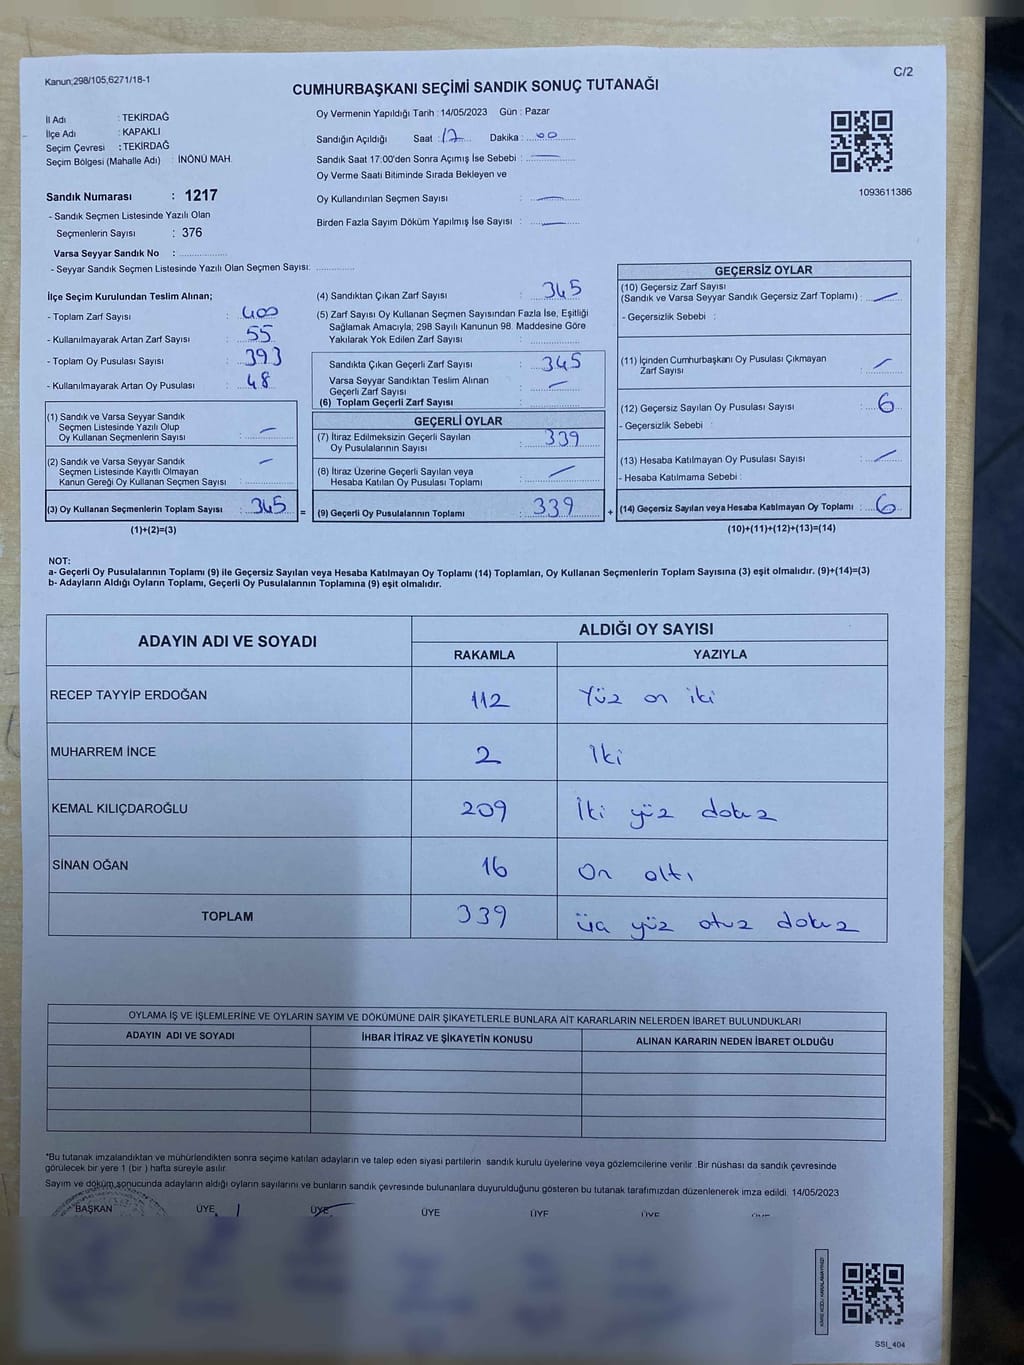 Kanun;298/105,6271/18-1
C/2
CUMHURBAŞKANI SEÇİMİ SANDIK SONUÇ TUTANAĞI
İl Adı : TEKİRDAĞ
İlçe Adı : KAPAKLI
Seçim Çevresi : TEKİRDAĞ
Seçim Bölgesi (Mahalle Adı) : İNÖNÜ MAH.
Oy Vermenin Yapıldığı Tarih : 14/05/2023 Gün : Pazar
Sandığın Açıldığı Saat : 17 Dakika : 00
Sandık Saat 17:00'den Sonra Açımış İse Sebebi : —
Oy Verme Saati Bitiminde Sırada Bekleyen ve
Oy Kullandırılan Seçmen Sayısı : —
Birden Fazla Sayım Döküm Yapılmış İse Sayısı : —
1093611386
Sandık Numarası : 1217
- Sandık Seçmen Listesinde Yazılı Olan
Seçmenlerin Sayısı : 376
Varsa Seyyar Sandık No :
- Seyyar Sandık Seçmen Listesinde Yazılı Olan Seçmen Sayısı:
İlçe Seçim Kurulundan Teslim Alınan;
- Toplam Zarf Sayısı : 400
- Kullanılmayarak Artan Zarf Sayısı : 55
- Toplam Oy Pusulası Sayısı : 393
- Kullanılmayarak Artan Oy Pusulası : 48
(1) Sandık ve Varsa Seyyar Sandık
Seçmen Listesinde Yazılı Olup
Oy Kullanan Seçmenlerin Sayısı : —
(2) Sandık ve Varsa Seyyar Sandık
Seçmen Listesinde Kayıtlı Olmayan
Kanun Gereği Oy Kullanan Seçmen Sayısı : —
(3) Oy Kullanan Seçmenlerin Toplam Sayısı : 345 =
(1)+(2)=(3)
(4) Sandıktan Çıkan Zarf Sayısı : 345
(5) Zarf Sayısı Oy Kullanan Seçmen Sayısından Fazla İse, Eşitliği
Sağlamak Amacıyla; 298 Sayılı Kanunun 98. Maddesine Göre
Yakılarak Yok Edilen Zarf Sayısı :
Sandıkta Çıkan Geçerli Zarf Sayısı : 345
Varsa Seyyar Sandıktan Teslim Alınan
Geçerli Zarf Sayısı : —
(6) Toplam Geçerli Zarf Sayısı :
GEÇERLİ OYLAR
(7) İtiraz Edilmeksizin Geçerli Sayılan
Oy Pusulalarının Sayısı : 339
(8) İtiraz Üzerine Geçerli Sayılan veya
Hesaba Katılan Oy Pusulası Toplamı : —
(9) Geçerli Oy Pusulalarının Toplamı : 339 +
GEÇERSİZ OYLAR
(10) Geçersiz Zarf Sayısı
(Sandık ve Varsa Seyyar Sandık Geçersiz Zarf Toplamı) : —
- Geçersizlik Sebebi :
(11) İçinden Cumhurbaşkanı Oy Pusulası Çıkmayan
Zarf Sayısı : —
(12) Geçersiz Sayılan Oy Pusulası Sayısı : 6
- Geçersizlik Sebebi :
(13) Hesaba Katılmayan Oy Pusulası Sayısı : —
- Hesaba Katılmama Sebebi :
(14) Geçersiz Sayılan veya Hesaba Katılmayan Oy Toplamı : 6
(10)+(11)+(12)+(13)=(14)
NOT:
a- Geçerli Oy Pusulalarının Toplamı (9) ile Geçersiz Sayılan veya Hesaba Katılmayan Oy Toplamı (14) Toplamları, Oy Kullanan Seçmenlerin Toplam Sayısına (3) eşit olmalıdır. (9)+(14)=(3)
b- Adayların Aldığı Oyların Toplamı, Geçerli Oy Pusulalarının Toplamına (9) eşit olmalıdır.
ADAYIN ADI VE SOYADI ALDIĞI OY SAYISI
RAKAMLA YAZIYLA
RECEP TAYYİP ERDOĞAN 112 Yüz on iki
MUHARREM İNCE 2 İki
KEMAL KILIÇDAROĞLU 209 İki yüz dokuz
SİNAN OĞAN 16 On altı
TOPLAM 339 üç yüz otuz dokuz
OYLAMA İŞ VE İŞLEMLERİNE VE OYLARIN SAYIM VE DÖKÜMÜNE DAİR ŞİKAYETLERLE BUNLARA AİT KARARLARIN NELERDEN İBARET BULUNDUKLARI
ADAYIN ADI VE SOYADI İHBAR İTİRAZ VE ŞİKAYETİN KONUSU ALINAN KARARIN NEDEN İBARET OLDUĞU
*Bu tutanak imzalandıktan ve mühürlendikten sonra seçime katılan adayların ve talep eden siyasi partilerin sandık kurulu üyelerine veya gözlemcilerine verilir. Bir nüshası da sandık çevresinde
görülecek bir yere 1 (bir ) hafta süreyle asılır.
Sayım ve döküm sonucunda adayların aldığı oyların sayılarını ve bunların sandık çevresinde bulunanlara duyurulduğunu gösteren bu tutanak tarafımızdan düzenlenerek imza edildi. 14/05/2023
BAŞKAN ÜYE ÜYE ÜYE ÜYE ÜYE ÜYE
SSI_404